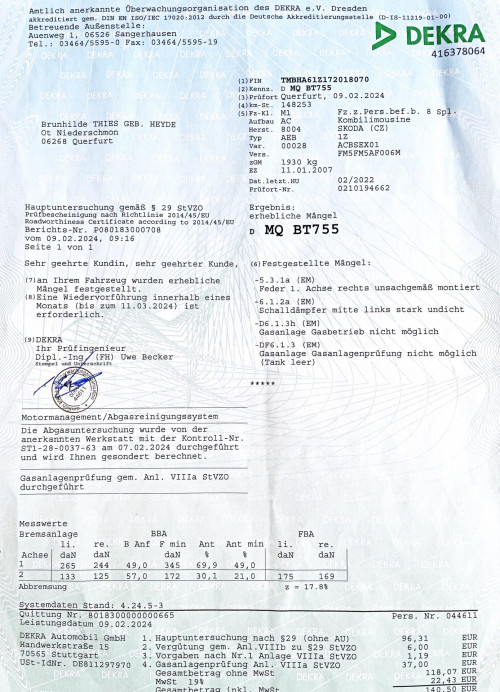 Amtlich anerkannte Überwachungsorganisation des DEKRA e.V. Dresden
akkreditiert gem. DIN EN ISO/IEC 17020:2012 durch die Deutsche Akkreditierungsstelle (D-IS-11219-01-00)
Betreuende Außenstelle:
Auenweg 1, 06526 Sangerhausen
Tel.: 03464/5595-0 Fax: 03464/5595-19
DEKRA
416378064
(1) FIN TMBHA61Z172018070
(2) Kennz. D MQ BT755
(3) Prüfort Querfurt, 09.02.2024
(4) km-St. 148253
(5) Fz-Kl. M1 Fz.z.Pers.bef.b. 8 Spl.
Aufbau AC Kombilimousine
Herst. 8004 SKODA (CZ)
Typ AEB 1Z
Var. 00028 ACBSEX01
Vers. FM5FM5AF006M
zGM 1930 kg
EZ 11.01.2007
Dat.letzt.HU 02/2022
Prüfort-Nr. 0210194662
Brunhilde THIES GEB. HEYDE
Ot Niederschmon
06268 Querfurt
Hauptuntersuchung gemäß § 29 StVZO
Prüfbescheinigung nach Richtlinie 2014/45/EU
Roadworthiness Certificate according to 2014/45/EU
Berichts-Nr. P080183000708
vom 09.02.2024, 09:16
Seite 1 von 1
Ergebnis:
erhebliche Mängel
D MQ BT755
Sehr geehrte Kundin, sehr geehrter Kunde,
(7) an Ihrem Fahrzeug wurden erhebliche
Mängel festgestellt.
(8) Eine Wiedervorführung innerhalb eines
Monats (bis zum 11.03.2024) ist
erforderlich.
(9) DEKRA
Ihr Prüfingenieur
Dipl.-Ing. (FH) Uwe Becker
Stempel und Unterschrift
(6) Festgestellte Mängel:
-5.3.1a (EM)
Feder 1. Achse rechts unsachgemäß montiert
-6.1.2a (EM)
Schalldämpfer mitte links stark undicht
-D6.1.3h (EM)
Gasanlage Gasbetrieb nicht möglich
-DF6.1.3 (EM)
Gasanlage Gasanlagenprüfung nicht möglich
(Tank leer)
*****
Motormanagement/Abgasreinigungssystem
Die Abgasuntersuchung wurde von der
anerkannten Werkstatt mit der Kontroll-Nr.
ST1-28-0037-63 am 07.02.2024 durchgeführt
und wird Ihnen gesondert berechnet.
Gasanlagenprüfung gem. Anl. VIIIa StVZO
durchgeführt
Messwerte
Bremsanlage BBA FBA
li. re. B Anf F min Ant Ant min li. re.
Achse daN daN daN % % daN daN
1 265 244 49,0 345 69,9 49,0
2 133 125 57,0 172 30,1 21,0 175 169
Abbremsung z = 17.8%
Systemdaten Stand: 4.24.5-3
Quittung Nr. 8018300000000665 Pers. Nr. 044611
Leistungsdatum 09.02.2024
DEKRA Automobil GmbH 1. Hauptuntersuchung nach §29 (ohne AU) 96,31 EUR
Handwerkstraße 15 2. Vergütung gem. Anl.VIIIb zu §29 StVZO 6,00 EUR
70565 Stuttgart 3. Vorgaben nach Nr.1 Anlage VIIIa StVZO 1,19 EUR
USt-IdNr. DE811297970 4. Gasanlagenprüfung Anl. VIIIa StVZO 37,00 EUR
Gesamtbetrag ohne MwSt 118,07 EUR
MwSt 19% 22,43 EUR
Gesamtbetrag inkl. MwSt 140,50 EUR